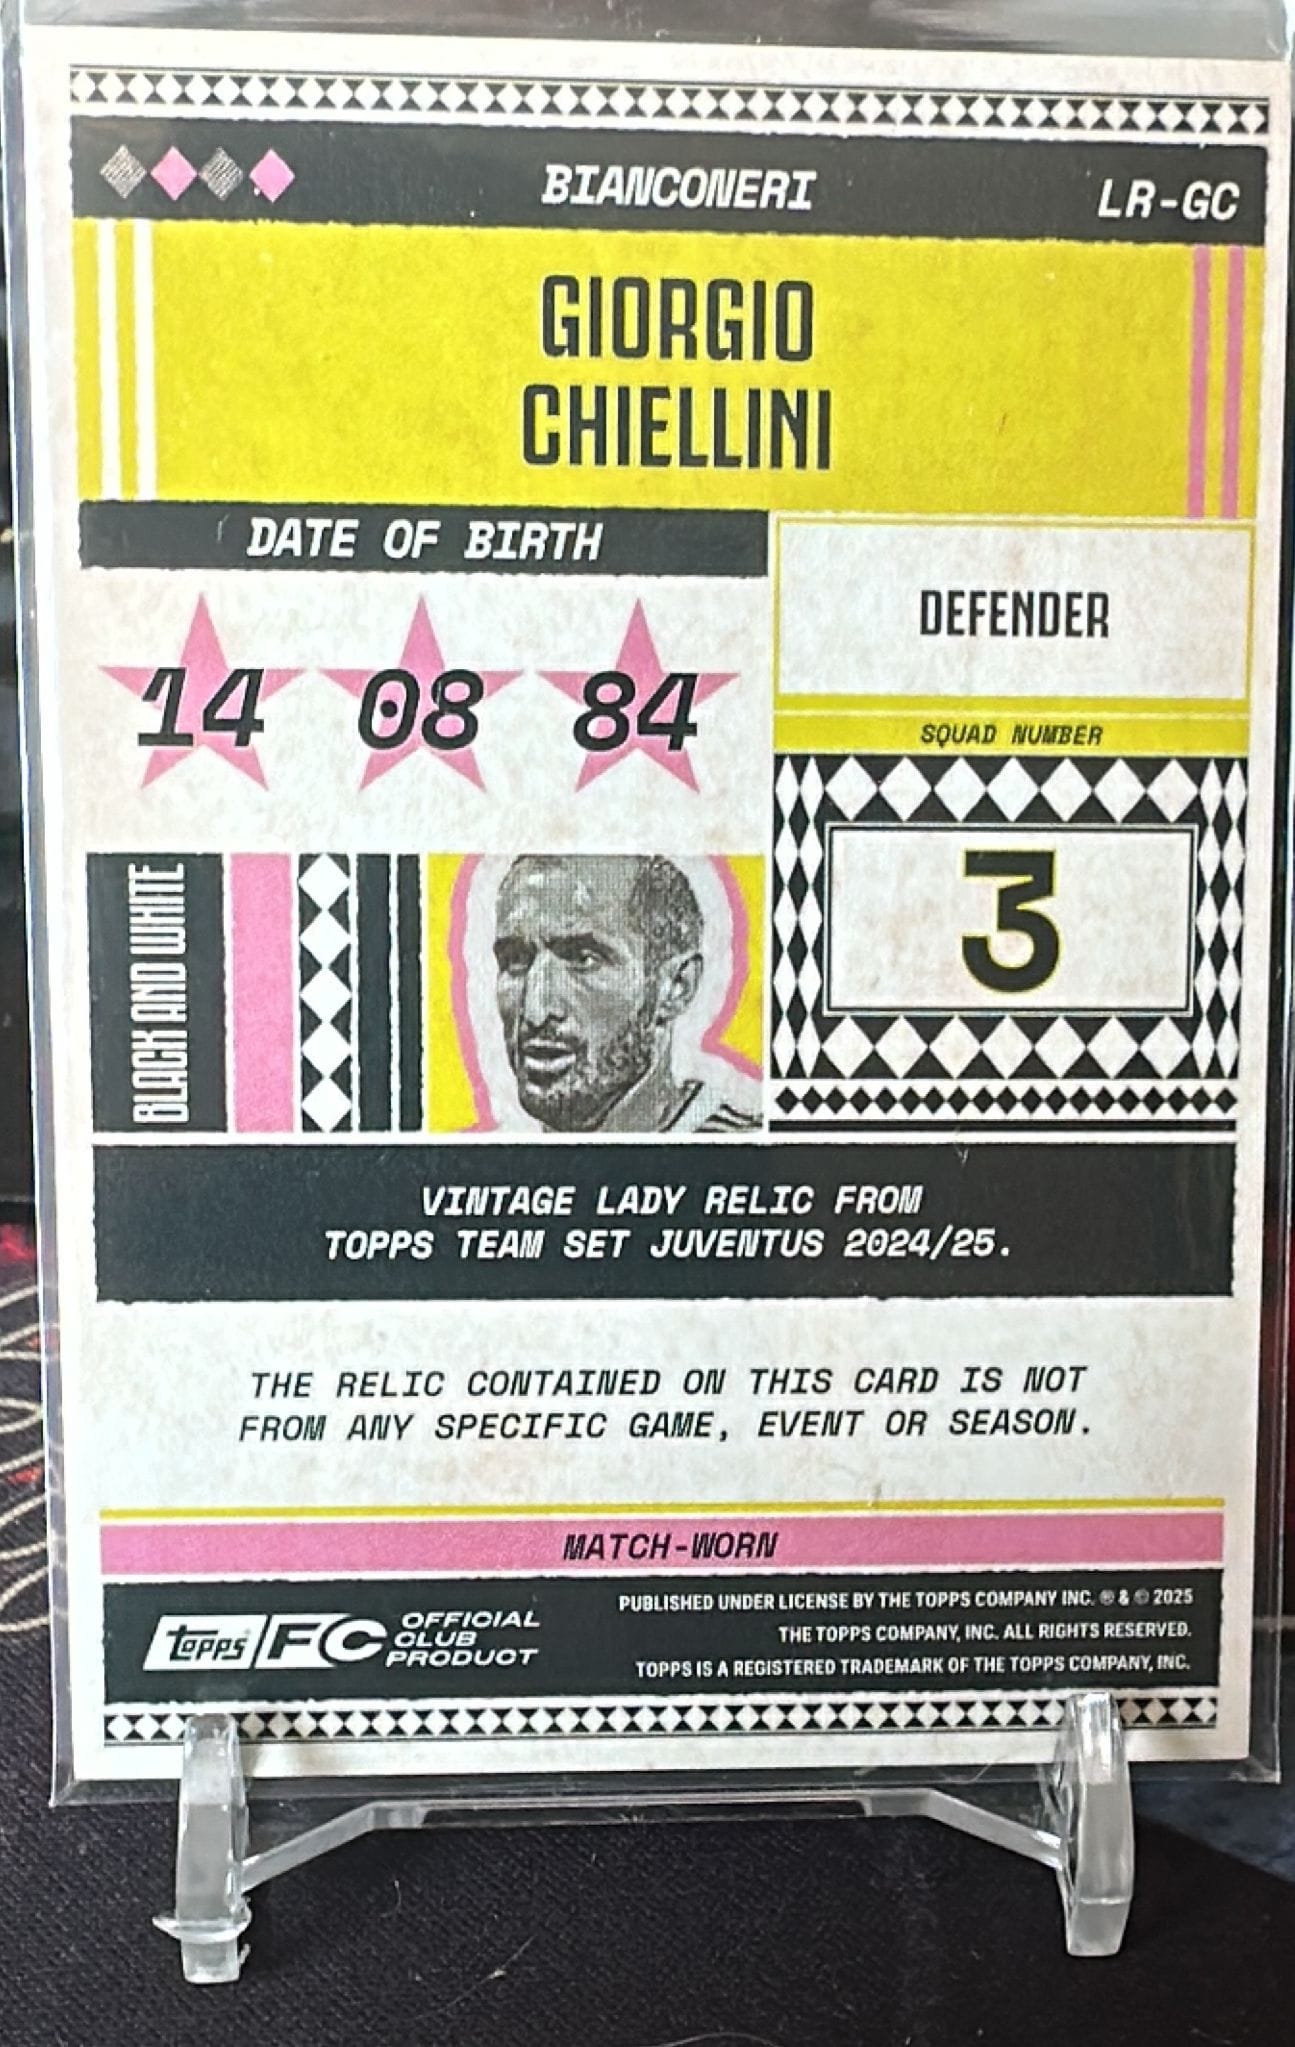 BIANCONERI
LR-GC
GIORGIO
CHIELLINI
DATE OF BIRTH
14 08 84
DEFENDER
SQUAD NUMBER
3
BLACK AND WHITE
VINTAGE LADY RELIC FROM
TOPPS TEAM SET JUVENTUS 2024/25.
THE RELIC CONTAINED ON THIS CARD IS NOT
FROM ANY SPECIFIC GAME, EVENT OR SEASON.
MATCH-WORN
topps FC
OFFICIAL
CLUB
PRODUCT
PUBLISHED UNDER LICENSE BY THE TOPPS COMPANY INC. ® & © 2025
THE TOPPS COMPANY, INC. ALL RIGHTS RESERVED.
TOPPS IS A REGISTERED TRADEMARK OF THE TOPPS COMPANY, INC.